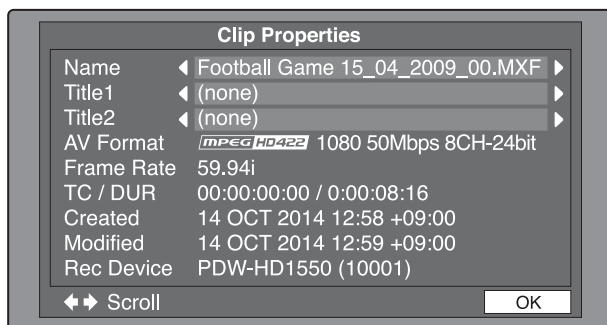 Clip Properties
Name Football Game 15_04_2009_00.MXF
Title1 (none)
Title2 (none)
AV Format MPEG HD422 1080 50Mbps 8CH-24bit
Frame Rate 59.94i
TC / DUR 00:00:00:00 / 0:00:08:16
Created 14 OCT 2014 12:58 +09:00
Modified 14 OCT 2014 12:59 +09:00
Rec Device PDW-HD1550 (10001)
Scroll OK